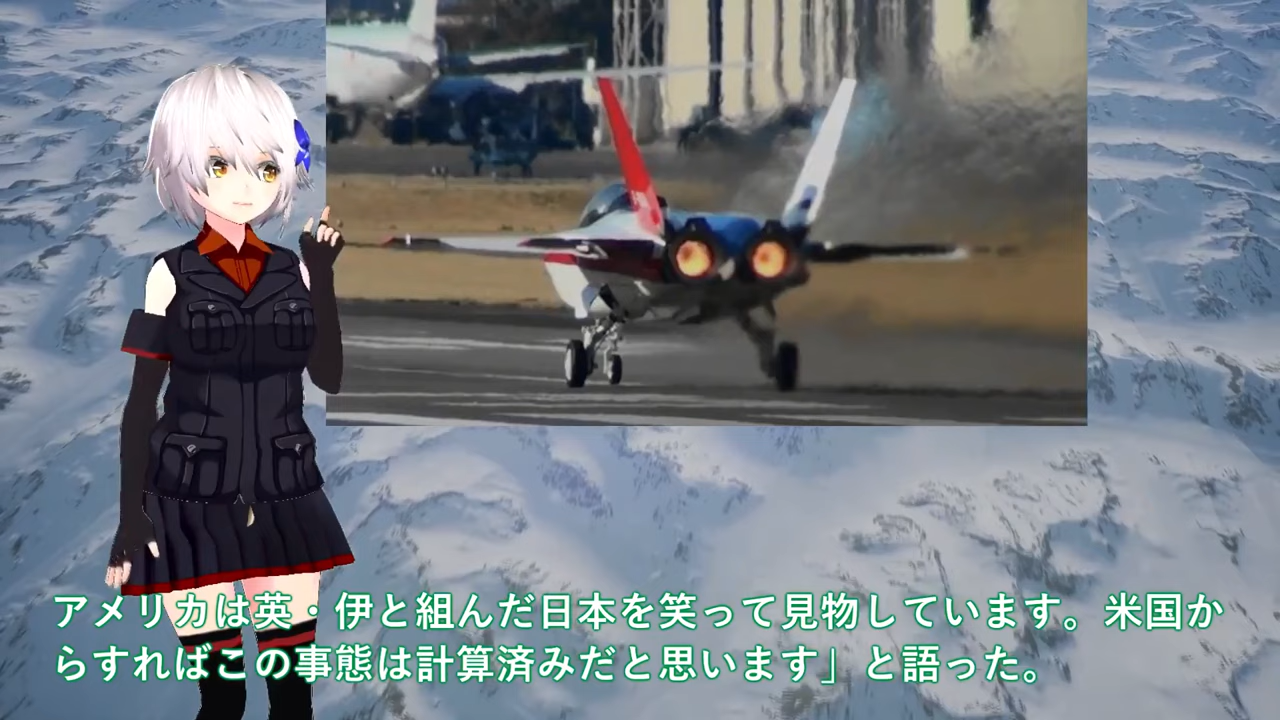 アメリカは英・伊と組んだ日本を笑って見物しています。米国か
らすればこの事態は計算済みだと思います」と語った。